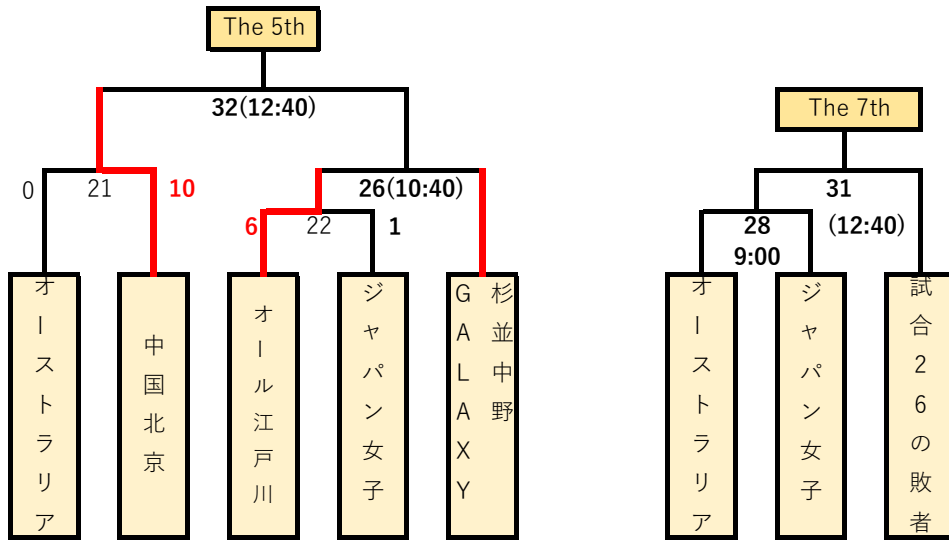 The 5th
32(12:40)
0
21
10
26(10:40)
6
22
1
オーストラリア
中国北京
オール江戸川
ジャパン女子
杉並中野
GALAXY
The 7th
31
(12:40)
28
9:00
オーストラリア
ジャパン女子
試合26の敗者